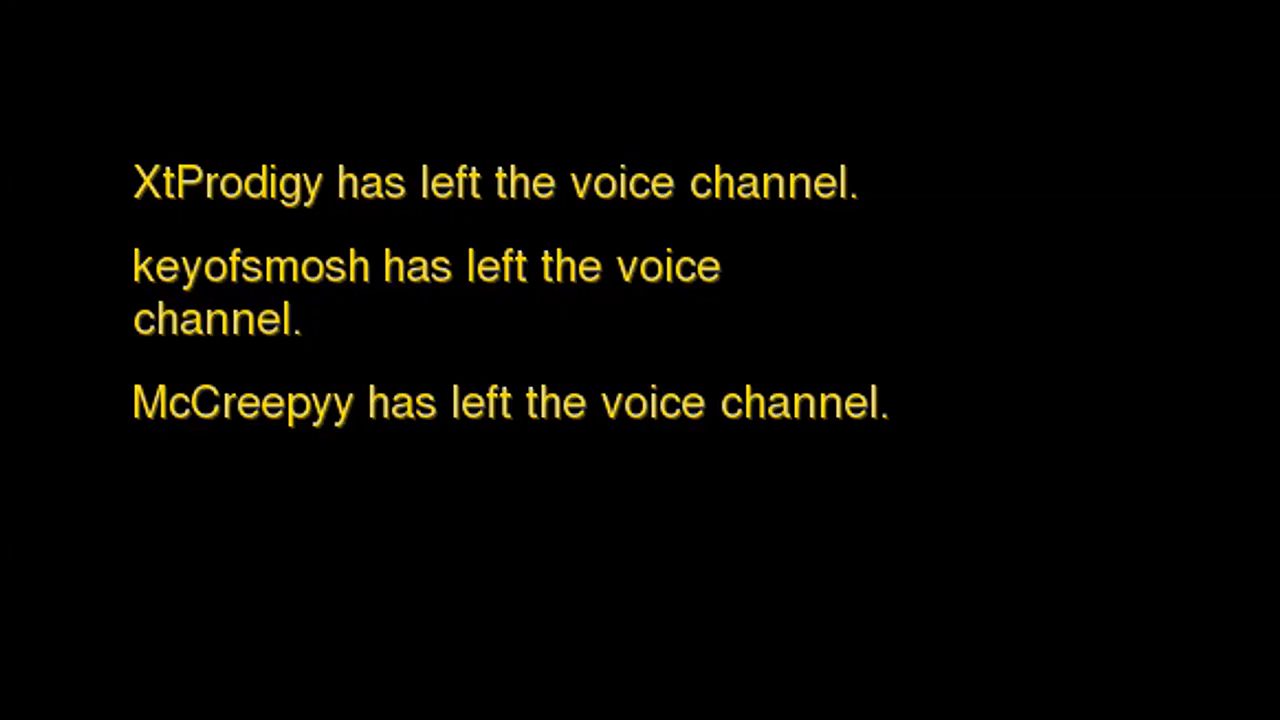 XtProdigy has left the voice channel.
keyofsmosh has left the voice
channel.
McCreepyy has left the voice channel.